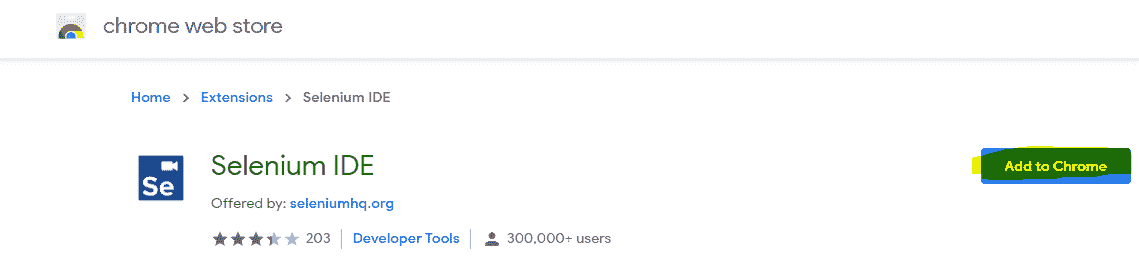 chrome web store
Home > Extensions > Selenium IDE
Selenium IDE
Se
Add to Chrome
Offered by: seleniumhq.org
203 Developer Tools 300,000+ users